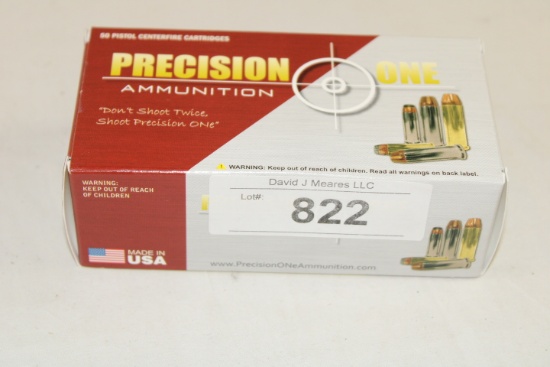 50 PISTOL CENTERFIRE CARTRIDGES
PRECISION ONE
AMMUNITION
"Don't Shoot Twice,
Shoot Precision ONe"
WARNING: Keep out of reach of children. Read all warnings on back label.
WARNING:
KEEP OUT OF REACH
OF CHILDREN
David J Meares LLC
Lot#:
822
MADE IN
USA
www.PrecisionONeAmmunition.com